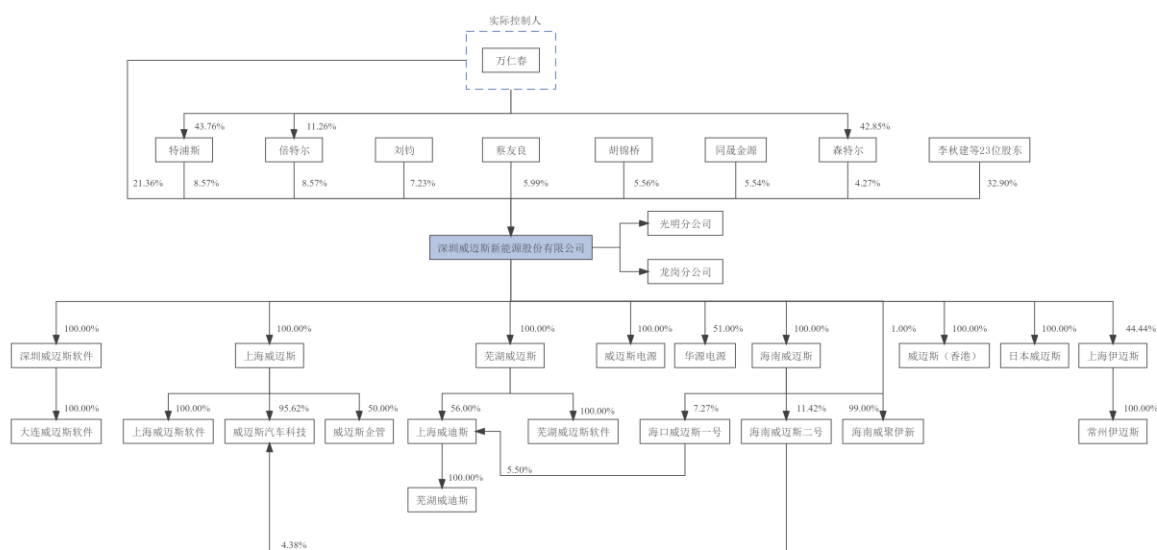 实际控制人
万仁春
43.76%
11.26%
42.85%
特浦斯
倍特尔
刘钧
蔡友良
胡锦桥
同晟金源
森特尔
李秋建等23位股东
21.36%
8.57%
8.57%
7.23%
5.99%
5.56%
5.54%
4.27%
32.90%
光明分公司
深圳威迈斯新能源股份有限公司
龙岗分公司
100.00%
100.00%
100.00%
100.00%
51.00%
100.00%
1.00%
100.00%
100.00%
44.44%
深圳威迈斯软件
上海威迈斯
芜湖威迈斯
威迈斯电源
华源电源
海南威迈斯
威迈斯（香港）
日本威迈斯
上海伊迈斯
100.00%
100.00%
95.62%
50.00%
56.00%
100.00%
7.27%
11.42%
99.00%
100.00%
大连威迈斯软件
上海威迈斯软件
威迈斯汽车科技
威迈斯企管
上海威迪斯
芜湖威迈斯软件
海口威迈斯一号
海南威迈斯二号
海南威聚伊新
常州伊迈斯
5.50%
100.00%
芜湖威迪斯
4.38%